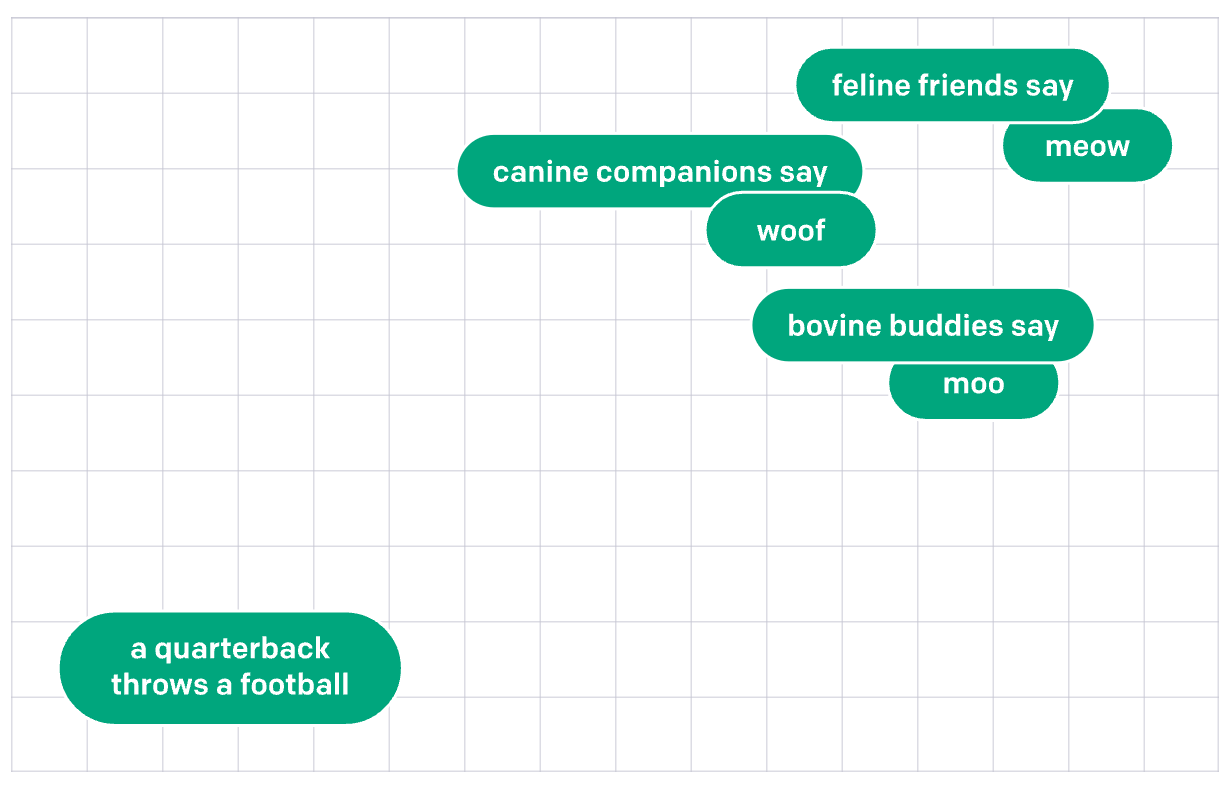 feline friends say
meow
canine companions say
woof
bovine buddies say
moo
a quarterback
throws a football